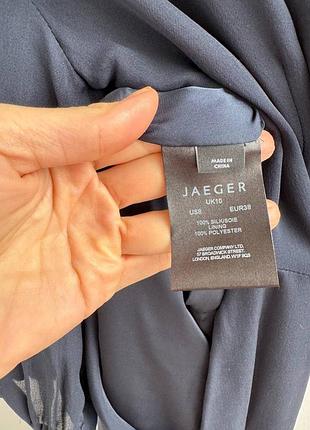 MADE IN
CHINA
JAEGER
UK10
US8 EUR38
100% SILK/SOIE
LINING
100% POLYESTER
JAEGER COMPANY LTD.
57 BROADWICK STREET
LONDON, ENGLAND, W1F 9QS